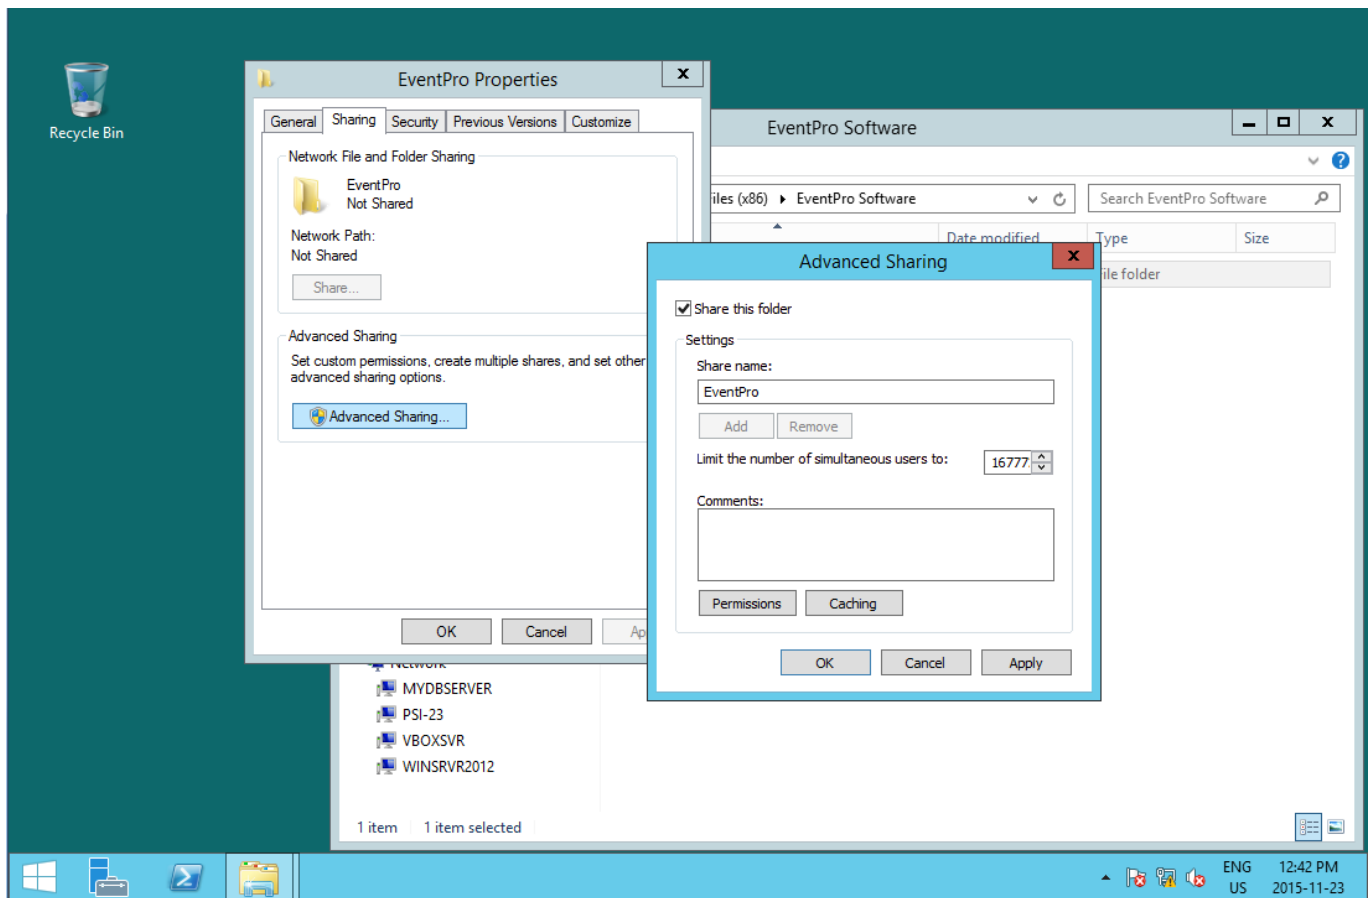 Recycle Bin
EventPro Properties
X
General
Sharing
Security
Previous Versions
Customize
Network File and Folder Sharing
EventPro
Not Shared
Network Path:
Not Shared
Share...
Advanced Sharing
Set custom permissions, create multiple shares, and set other
advanced sharing options.
Advanced Sharing...
OK
Cancel
Ap
EventPro Software
X
iles (x86) EventPro Software
Search EventPro Software
Date modified
Type
Size
ile folder
Advanced Sharing
X
Share this folder
Settings
Share name:
EventPro
Add
Remove
Limit the number of simultaneous users to:
16777
Comments:
Permissions
Caching
OK
Cancel
Apply
Network
MYDBSERVER
PSI-23
VBOXSVR
WINSRVR2012
1 item
1 item selected
ENG
US
12:42 PM
2015-11-23